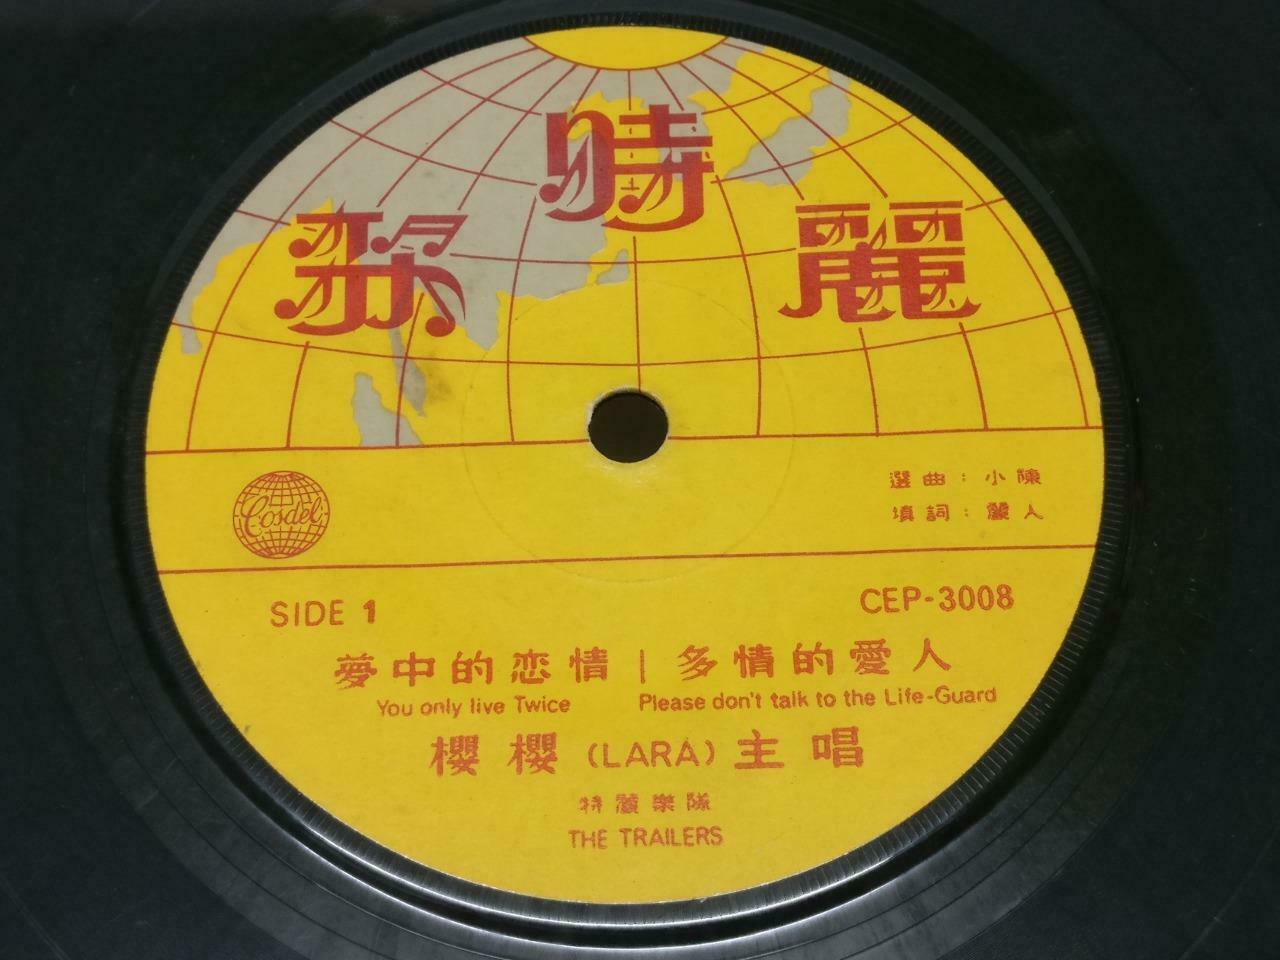 歌時麗
Cosdel
選曲：小陳
填詞：麗人
SIDE 1
CEP-3008
夢中的恋情 | 多情的愛人
You only live Twice Please don't talk to the Life-Guard
櫻櫻 (LARA) 主唱
特麗樂隊
THE TRAILERS